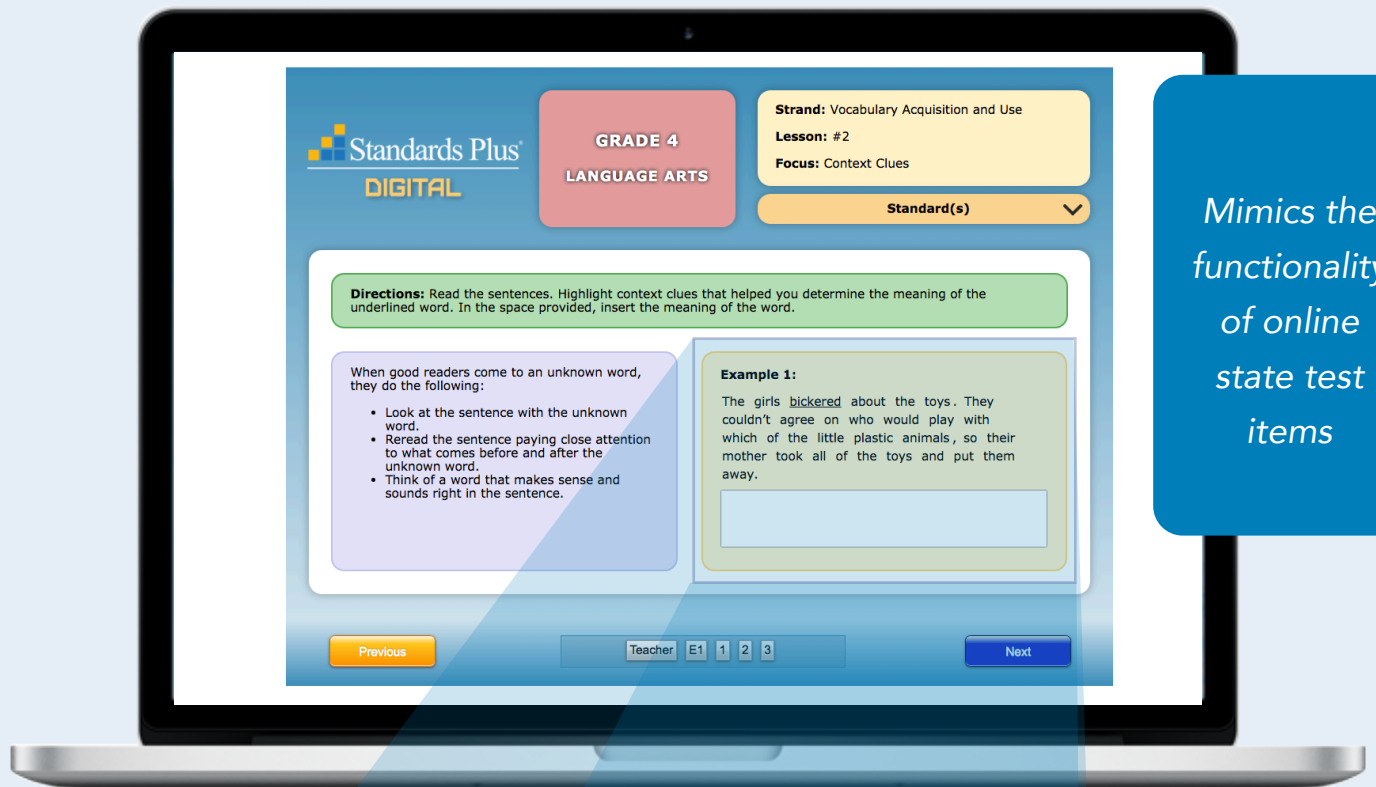 Standards Plus®
DIGITAL
GRADE 4
LANGUAGE ARTS
Strand: Vocabulary Acquisition and Use
Lesson: #2
Focus: Context Clues
Standard(s)
Directions: Read the sentences. Highlight context clues that helped you determine the meaning of the
underlined word. In the space provided, insert the meaning of the word.
When good readers come to an unknown word,
they do the following:
• Look at the sentence with the unknown
word.
• Reread the sentence paying close attention
to what comes before and after the
unknown word.
• Think of a word that makes sense and
sounds right in the sentence.
Example 1:
The girls bickered about the toys. They
couldn't agree on who would play with
which of the little plastic animals, so their
mother took all of the toys and put them
away.
Previous
Teacher E1 1 2 3
Next
Mimics the
functionality
of online
state test
items